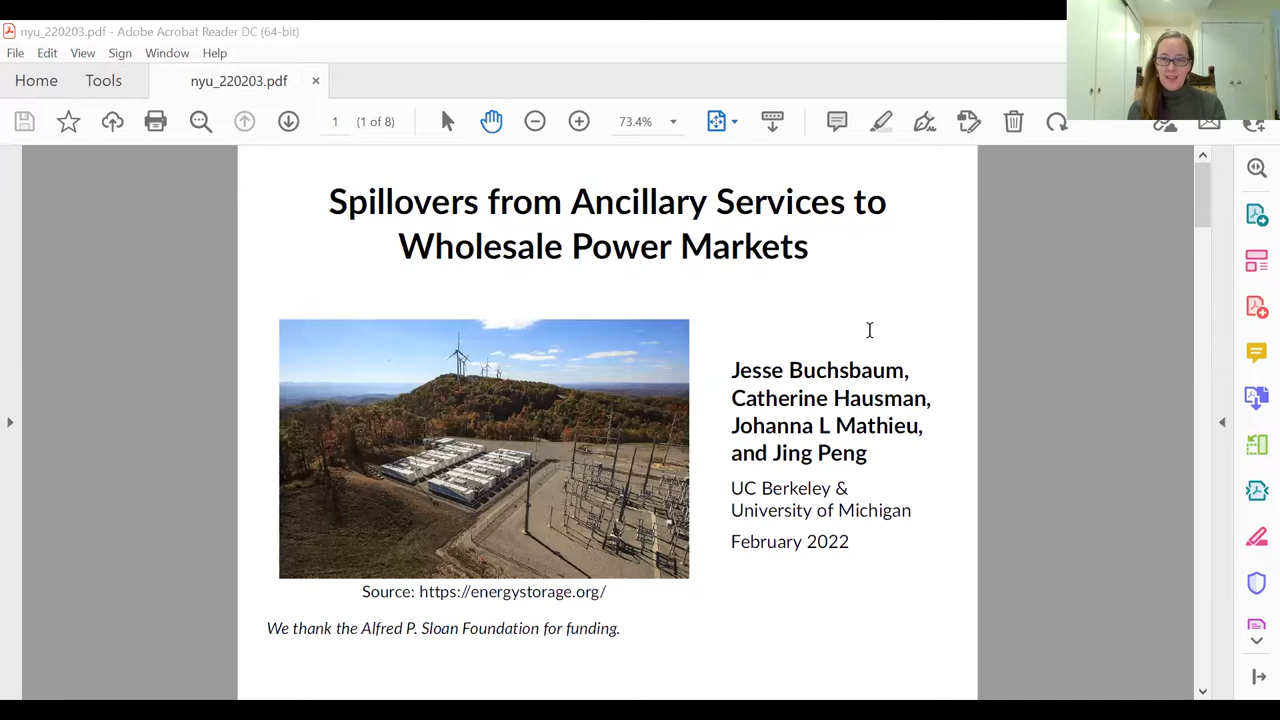 nyu_220203.pdf - Adobe Acrobat Reader DC (64-bit)
File Edit View Sign Window Help
Home Tools nyu_220203.pdf ×
1 (1 of 8) 73.4%
Spillovers from Ancillary Services to
Wholesale Power Markets
Jesse Buchsbaum,
Catherine Hausman,
Johanna L Mathieu,
and Jing Peng
UC Berkeley &
University of Michigan
February 2022
Source: https://energystorage.org/
We thank the Alfred P. Sloan Foundation for funding.